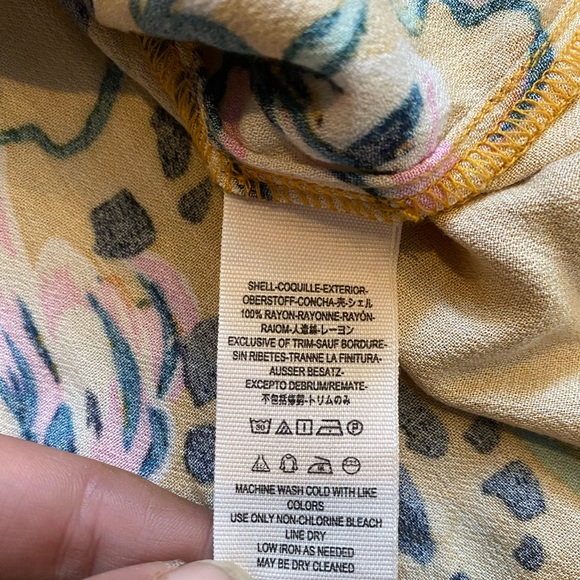 SHELL-COQUILLE-EXTERIOR-
OBERSTOFF-CONCHA-売-シェル
100% RAYON-RAYONNE-RAYÓN-
RAIOM-人造絲-レーヨン
EXCLUSIVE OF TRIM-SAUF BORDURE-
SIN RIBETES-TRANNE LA FINITURA-
AUSSER BESATZ-
EXCEPTO DEBRUM/REMATE-
不包括修剪-トリムのみ
30
P
MACHINE WASH COLD WITH LIKE
COLORS
USE ONLY NON-CHLORINE BLEACH
LINE DRY
LOW IRON AS NEEDED
MAY BE DRY CLEANED